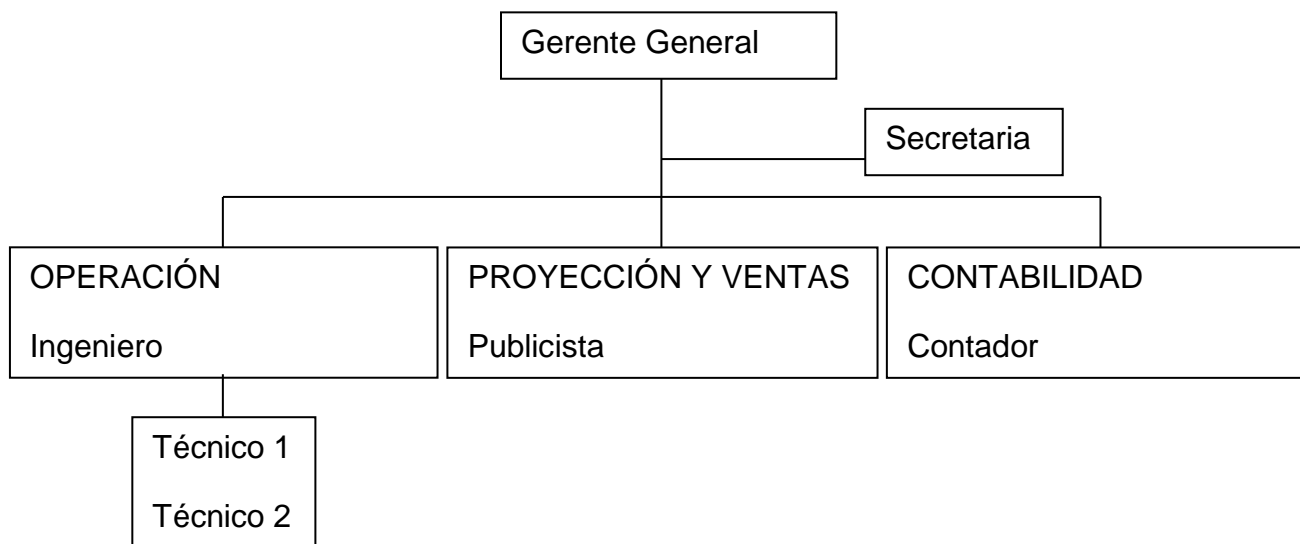 Gerente General
Secretaria
OPERACIÓN
Ingeniero
PROYECCIÓN Y VENTAS
Publicista
CONTABILIDAD
Contador
Técnico 1
Técnico 2